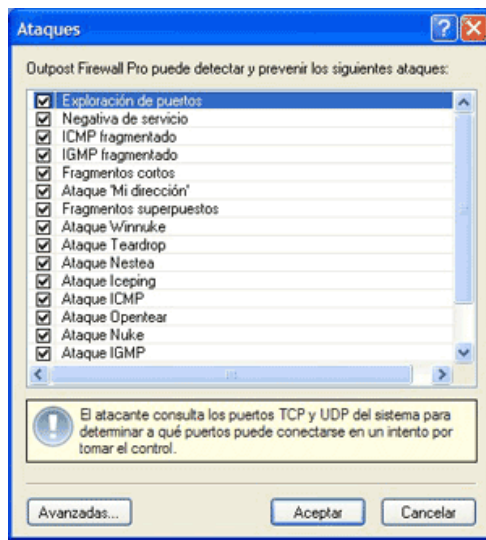 Ataques
Outpost Firewall Pro puede detectar y prevenir los siguientes ataques:
Exploración de puertos
Negativa de servicio
ICMP fragmentado
IGMP fragmentado
Fragmentos cortos
Ataque 'Mi dirección'
Fragmentos superpuestos
Ataque Winnuke
Ataque Teardrop
Ataque Nestea
Ataque Iceping
Ataque ICMP
Ataque Opentear
Ataque Nuke
Ataque IGMP
El atacante consulta los puertos TCP y UDP del sistema para
determinar a qué puertos puede conectarse en un intento por
tomar el control.
Avanzadas...
Aceptar
Cancelar